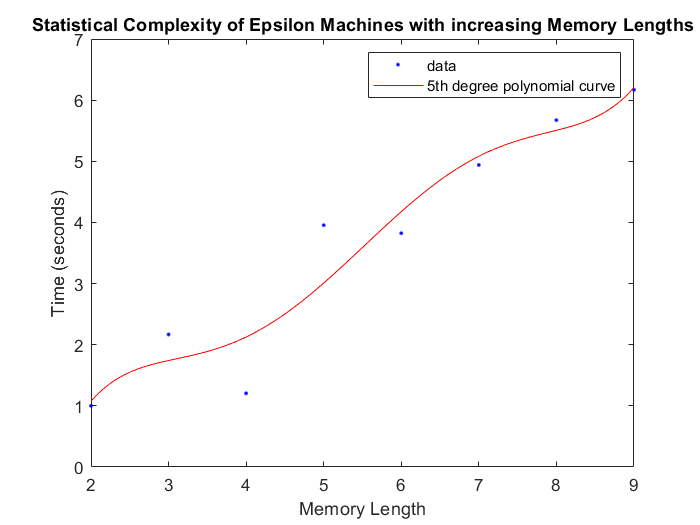 Statistical Complexity of Epsilon Machines with increasing Memory Lengths
data
5th degree polynomial curve
Time (seconds)
7
6
5
4
3
2
1
0
2 3 4 5 6 7 8 9
Memory Length